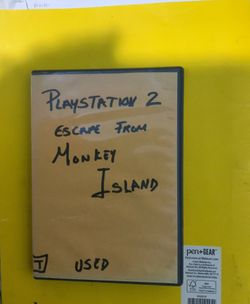 PLAYSTATION 2
ESCAPE FROM
MONKEY
ISLAND
T
USED
pen+GEAR